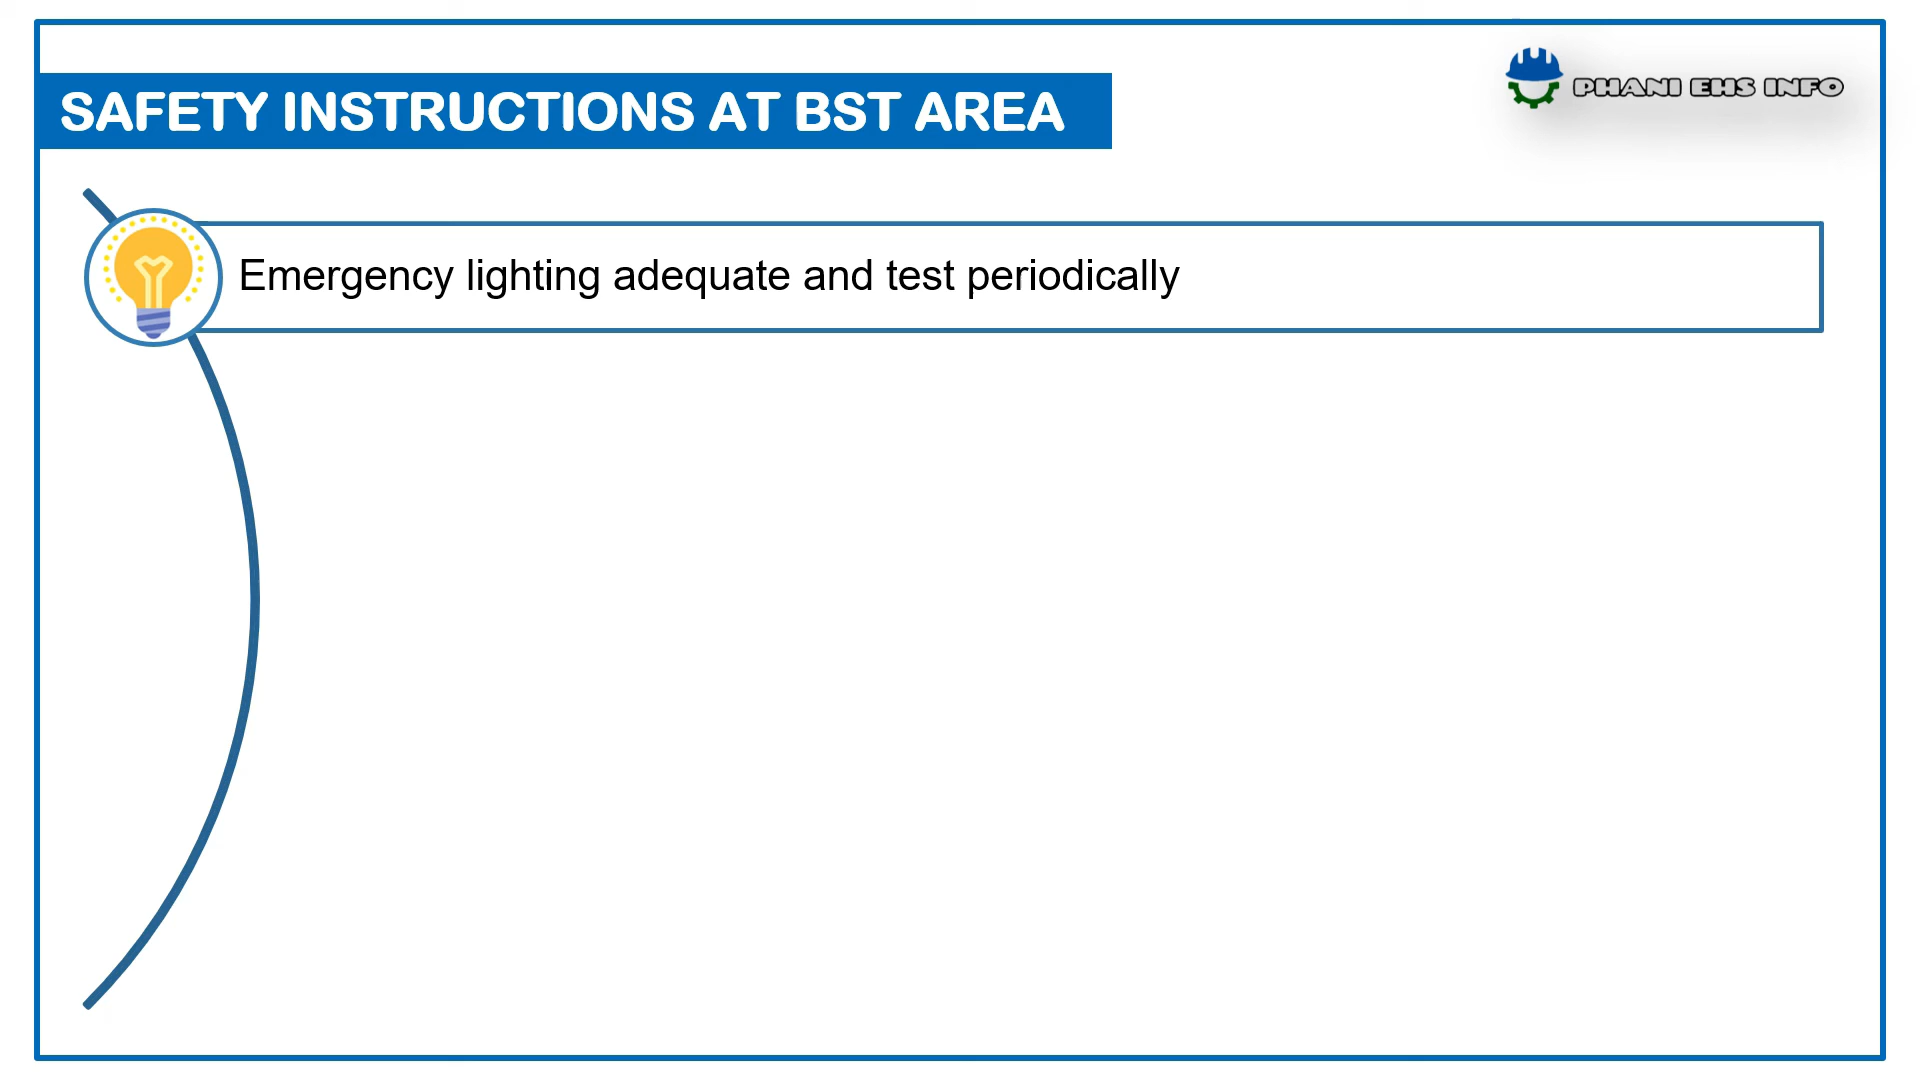 SAFETY INSTRUCTIONS AT BST AREA
PHANI EHS INFO
Emergency lighting adequate and test periodically